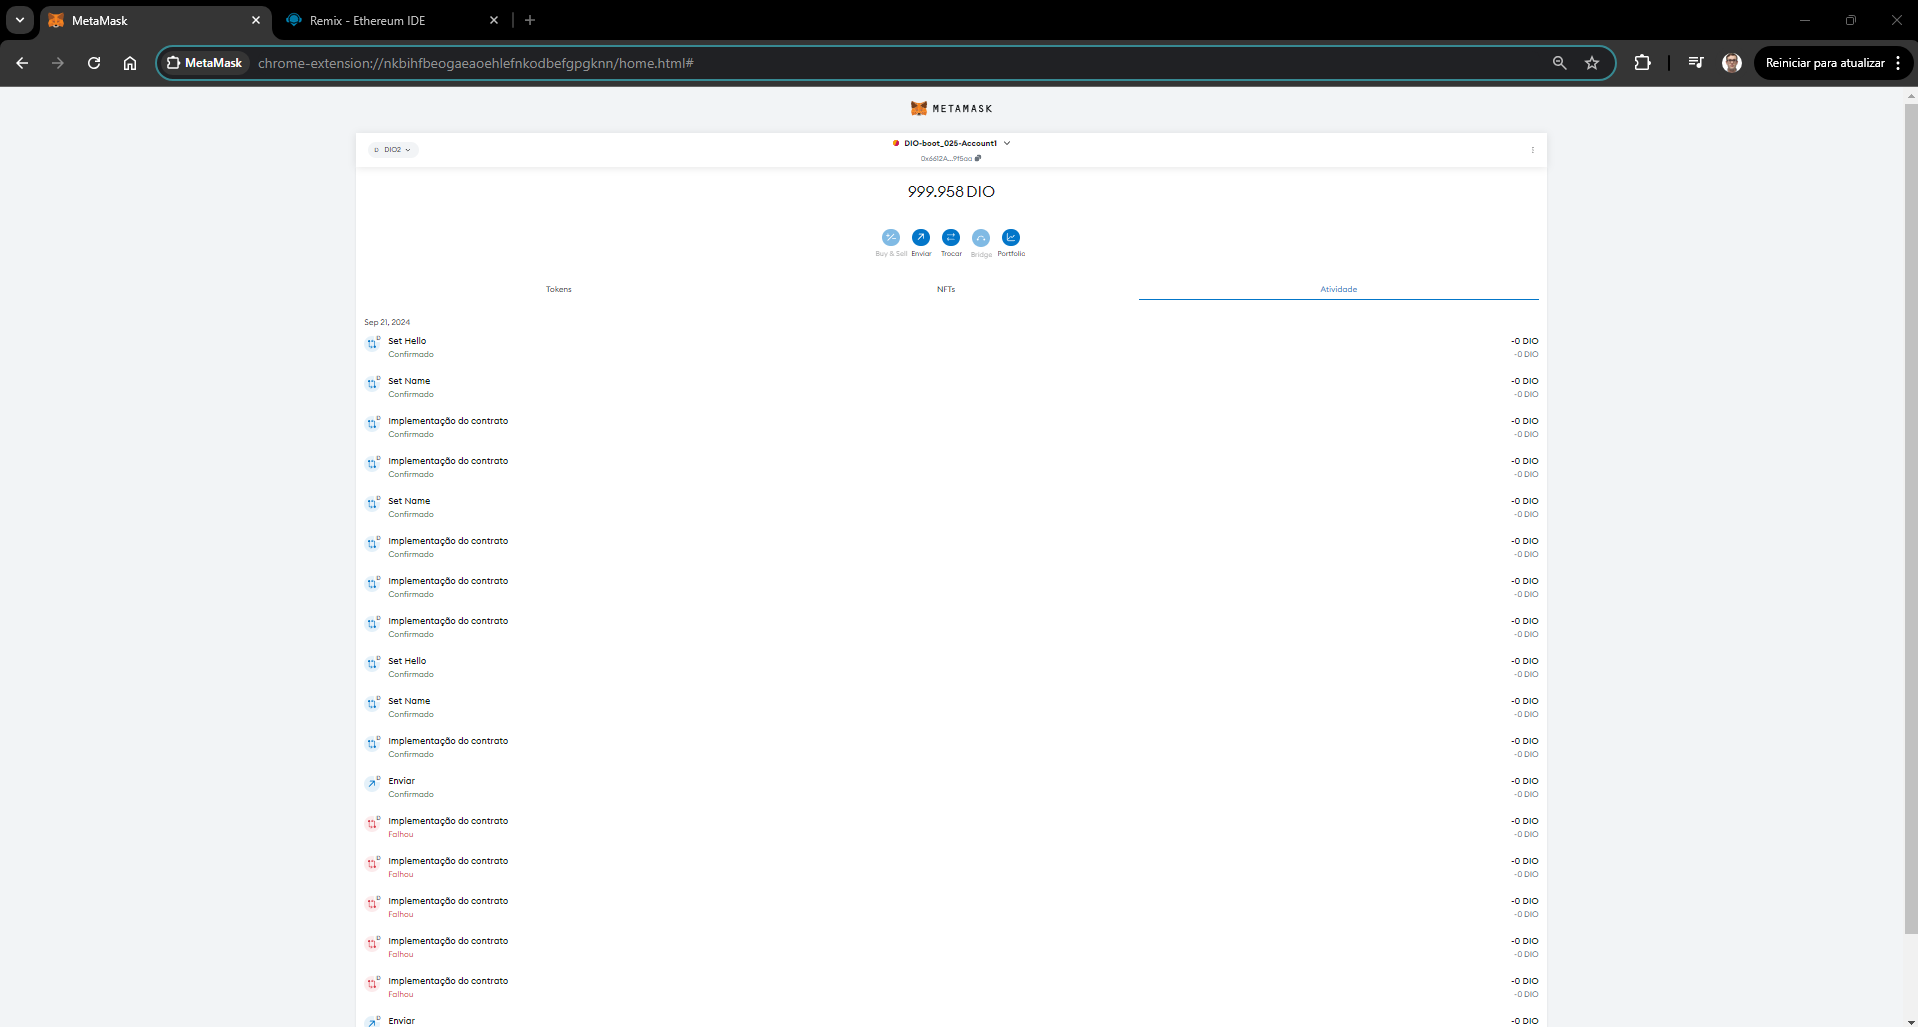 MetaMask
Remix - Ethereum IDE
MetaMask
chrome-extension://nkbihfbeogaeaoehlefnkodbefgpgknn/home.html#
Reiniciar para atualizar
METAMASK
D DIO2
DIO-boot_025-Account1
0x6612A...9f5aa
999.958 DIO
Buy & Sell Enviar Trocar Bridge Portfolio
Tokens NFTs Atividade
Sep 21, 2024
D Set Hello -0 DIO
Confirmado -0 DIO
D Set Name -0 DIO
Confirmado -0 DIO
D Implementação do contrato -0 DIO
Confirmado -0 DIO
D Implementação do contrato -0 DIO
Confirmado -0 DIO
D Set Name -0 DIO
Confirmado -0 DIO
D Implementação do contrato -0 DIO
Confirmado -0 DIO
D Implementação do contrato -0 DIO
Confirmado -0 DIO
D Implementação do contrato -0 DIO
Confirmado -0 DIO
D Set Hello -0 DIO
Confirmado -0 DIO
D Set Name -0 DIO
Confirmado -0 DIO
D Implementação do contrato -0 DIO
Confirmado -0 DIO
D Enviar -0 DIO
Confirmado -0 DIO
D Implementação do contrato -0 DIO
Falhou -0 DIO
D Implementação do contrato -0 DIO
Falhou -0 DIO
D Implementação do contrato -0 DIO
Falhou -0 DIO
D Implementação do contrato -0 DIO
Falhou -0 DIO
D Implementação do contrato -0 DIO
Falhou -0 DIO
D Enviar -0 DIO